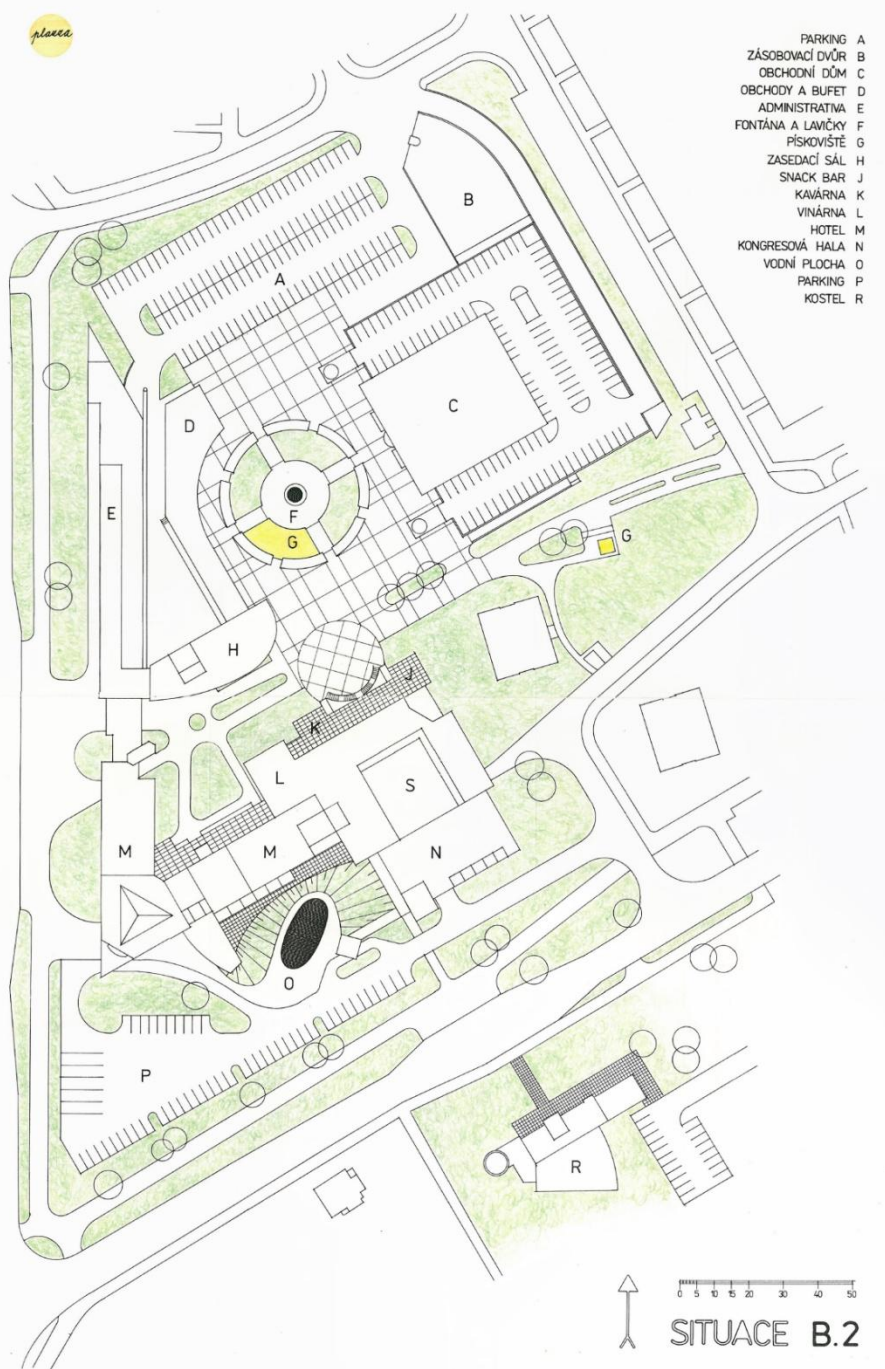 plazza
PARKING A
ZÁSOBOVACÍ DVŮR B
OBCHODNÍ DŮM C
OBCHODY A BUFET D
ADMINISTRATIVA E
FONTÁNA A LAVIČKY F
PÍSKOVIŠTĚ G
ZASEDACÍ SÁL H
SNACK BAR J
KAVÁRNA K
VINÁRNA L
HOTEL M
KONGRESOVÁ HALA N
VODNÍ PLOCHA O
PARKING P
KOSTEL R
B
A
C
D
E
F
G
G
H
J
K
L
S
M
M
N
O
P
R
0 5 10 15 20 30 40 50
SITUACE B.2